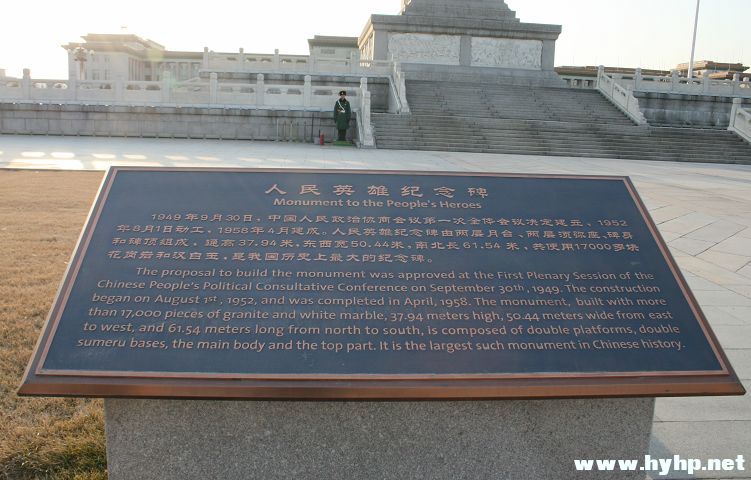 人民英雄纪念碑
Monument to the People's Heroes
1949年9月30日，中国人民政治协商会议第一次全体会议决定建立，1952
年8月1日动工，1958年4月建成。人民英雄纪念碑由两层月台、两层须弥座、碑身
和碑顶组成，通高37.94米，东西宽50.44米，南北长61.54米，共使用17000多块
花岗岩和汉白玉，是我国历史上最大的纪念碑。
The proposal to build the monument was approved at the First Plenary Session of the
Chinese People's Political Consultative Conference on September 30th, 1949. The construction
began on August 1st, 1952, and was completed in April, 1958. The monument, built with more
than 17,000 pieces of granite and white marble, 37.94 meters high, 50.44 meters wide from east
to west, and 61.54 meters long from north to south, is composed of double platforms, double
sumeru bases, the main body and the top part. It is the largest such monument in Chinese history.
www.hyhp.net